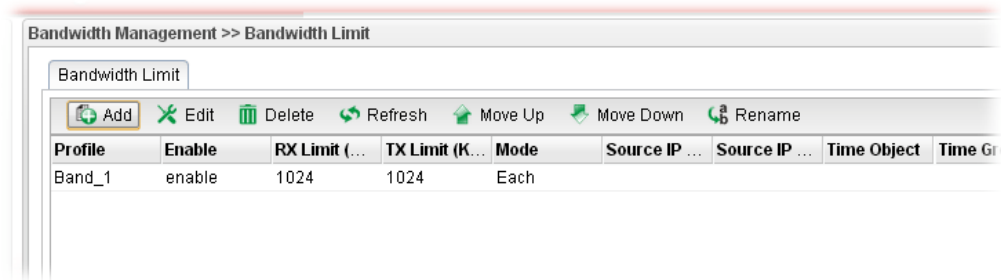 Bandwidth Management >> Bandwidth Limit
Bandwidth Limit
Add Edit Delete Refresh Move Up Move Down Rename
Profile Enable RX Limit (... TX Limit (K... Mode Source IP ... Source IP ... Time Object Time Gr
Band_1 enable 1024 1024 Each